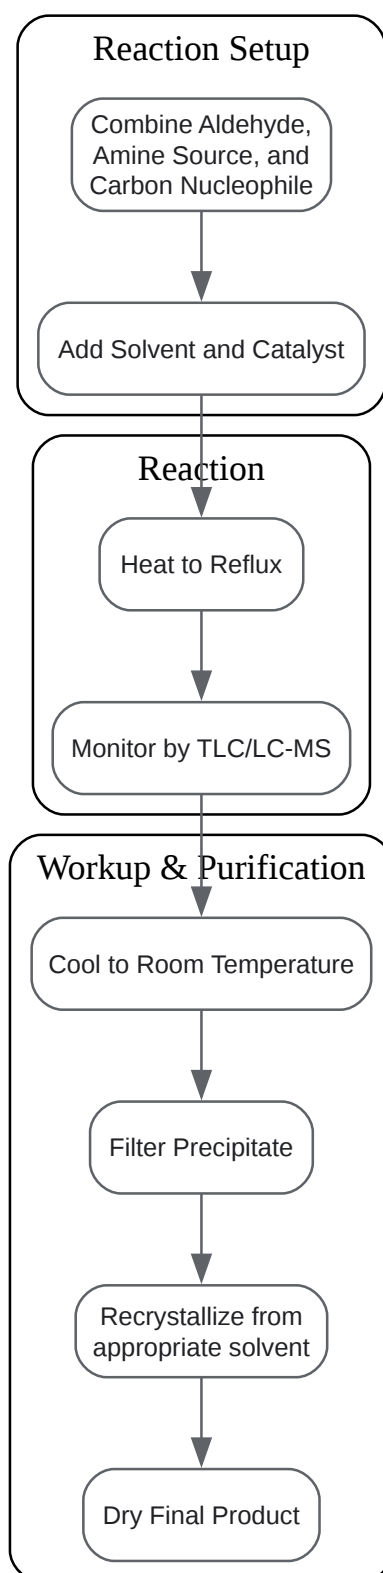 Reaction Setup
Combine Aldehyde,
Amine Source, and
Carbon Nucleophile
Add Solvent and Catalyst
Reaction
Heat to Reflux
Monitor by TLC/LC-MS
Workup & Purification
Cool to Room Temperature
Filter Precipitate
Recrystallize from
appropriate solvent
Dry Final Product